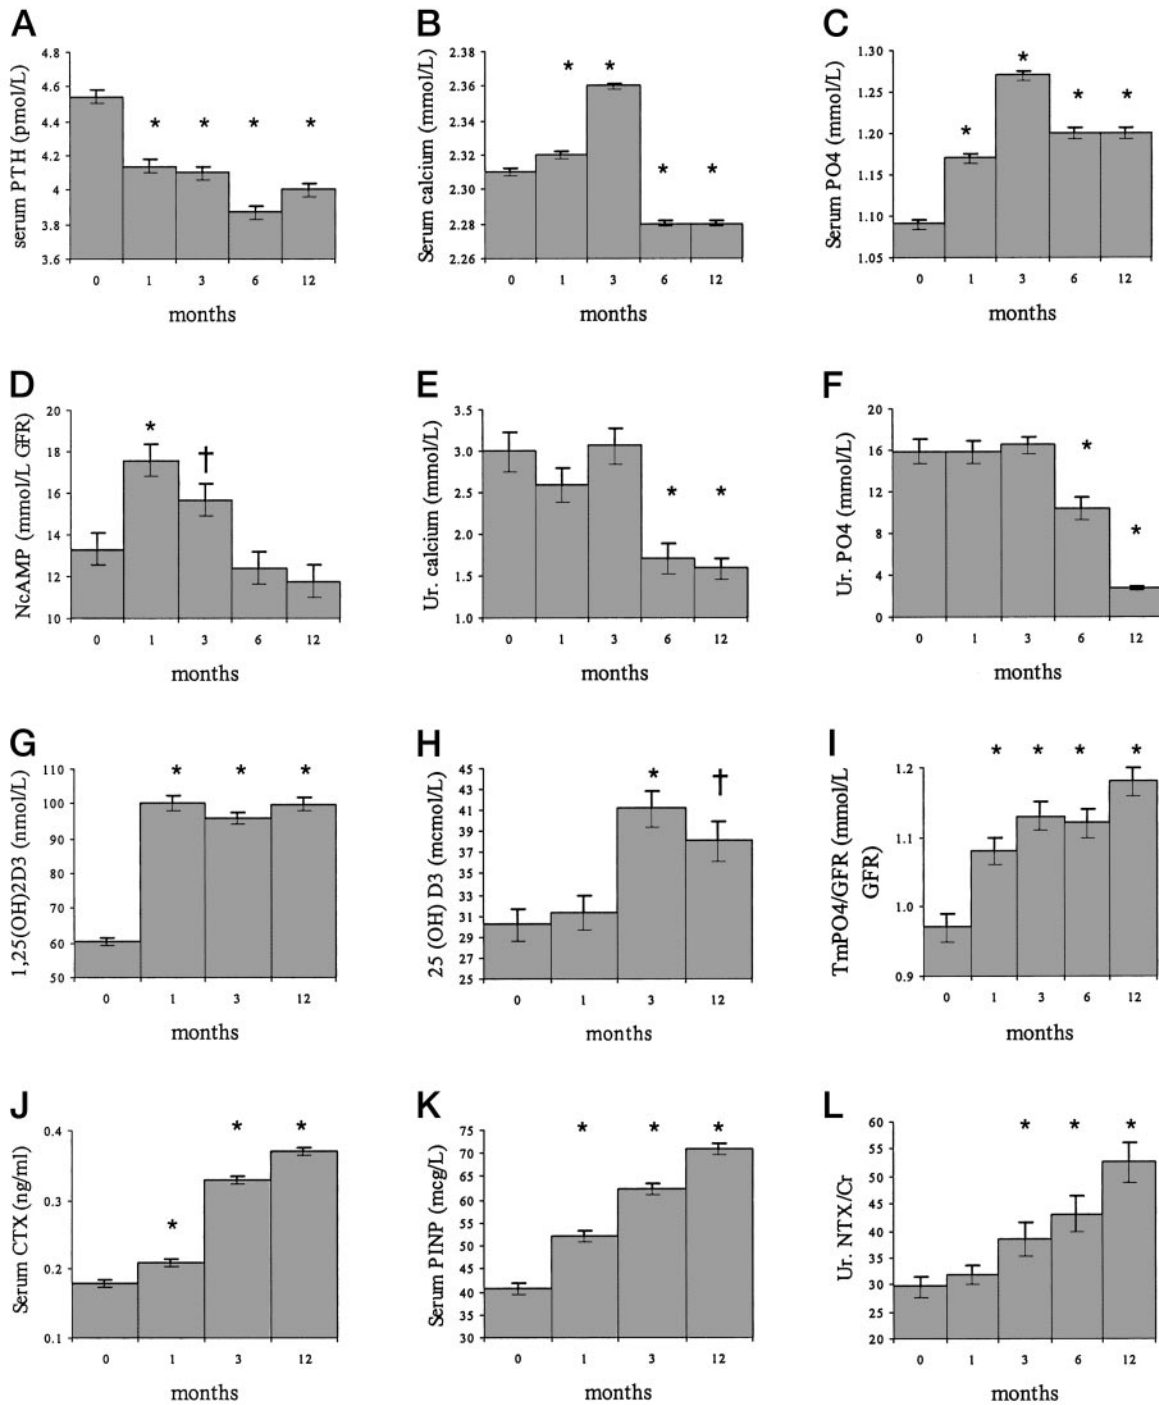 A
serum PTH (pmol/L)
4.8
4.6
4.4
4.2
4
3.8
3.6
* * * *
0 1 3 6 12
months
B
Serum calcium (mmol/L)
2.38
2.36
2.34
2.32
2.30
2.28
2.26
* * * *
0 1 3 6 12
months
C
Serum PO4 (mmol/L)
1.30
1.25
1.20
1.15
1.10
1.05
* * * *
0 1 3 6 12
months
D
NcAMP (mmol/L GFR)
20
18
16
14
12
10
* †
0 1 3 6 12
months
E
Ur. calcium (mmol/L)
3.5
3.0
2.5
2.0
1.5
1.0
* *
0 1 3 6 12
months
F
Ur. PO4 (mmol/L)
20
16
12
8
4
0
* *
0 1 3 6 12
months
G
1,25(OH)2D3 (nmol/L)
110
100
90
80
70
60
50
* * *
0 1 3 12
months
H
25 (OH) D3 (mcmol/L)
45
43
41
39
37
35
33
31
29
27
25
* †
0 1 3 12
months
I
TmPO4/GFR (mmol/L
GFR)
1.2
1.1
1.0
0.9
* * * *
0 1 3 6 12
months
J
Serum CTX (ng/ml)
0.4
0.3
0.2
0.1
* * *
0 1 3 12
months
K
Serum PINP (mcg/L)
75
70
65
60
55
50
45
40
35
30
* * *
0 1 3 12
months
L
Ur. NTX/Cr
60
55
50
45
40
35
30
25
20
* * *
0 1 3 6 12
months